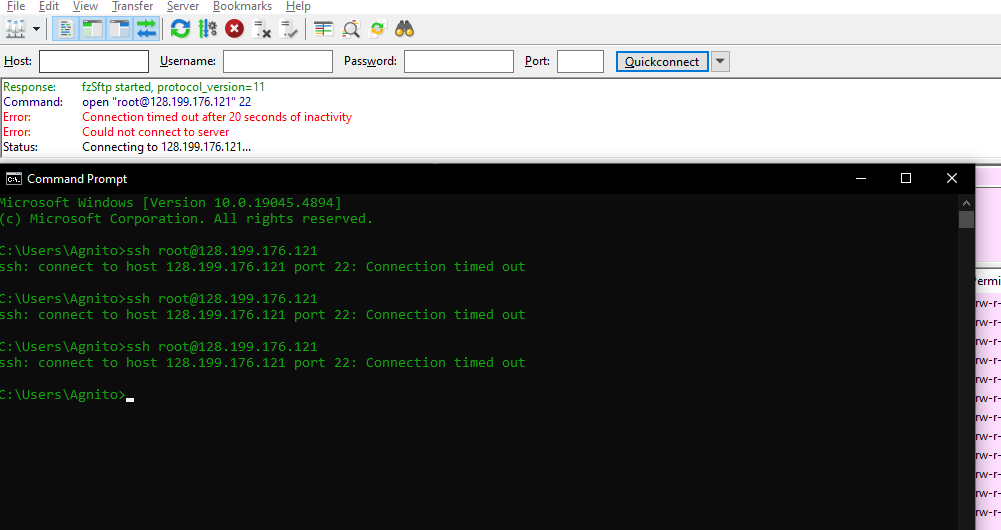 File Edit View Transfer Server Bookmarks Help
Host: Username: Password: Port: Quickconnect
Response: fzSftp started, protocol_version=11
Command: open "root@128.199.176.121" 22
Error: Connection timed out after 20 seconds of inactivity
Error: Could not connect to server
Status: Connecting to 128.199.176.121...
C:\. Command Prompt
Microsoft Windows [Version 10.0.19045.4894]
(c) Microsoft Corporation. All rights reserved.
C:\Users\Agnito>ssh root@128.199.176.121
ssh: connect to host 128.199.176.121 port 22: Connection timed out
C:\Users\Agnito>ssh root@128.199.176.121
ssh: connect to host 128.199.176.121 port 22: Connection timed out
C:\Users\Agnito>ssh root@128.199.176.121
ssh: connect to host 128.199.176.121 port 22: Connection timed out
C:\Users\Agnito>
ermi
rw-r-
rw-r-
rw-r-
rw-r-
rw-r-
rw-r-
rw-r-
rw-r-
rw-r-
rw-r-
rw-r-
rw-r-